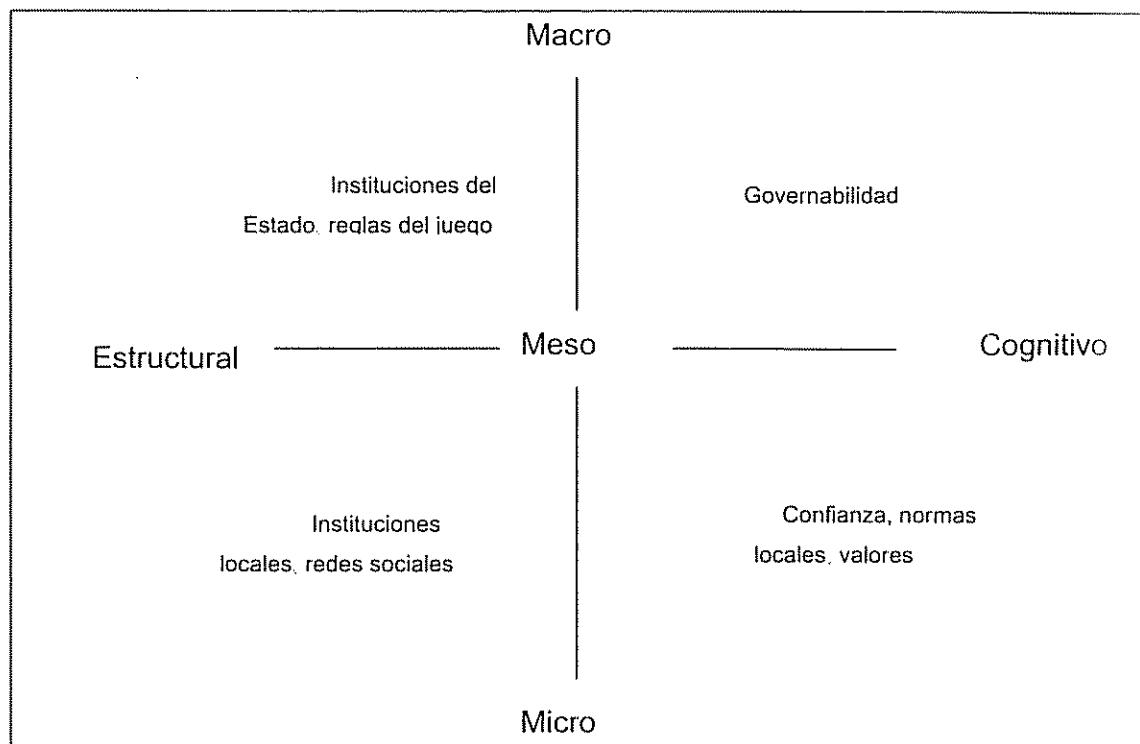 Macro
Instituciones del
Estado, reglas del juego
Governabilidad
Estructural
Meso
Cognitivo
Instituciones
locales, redes sociales
Confianza, normas
locales, valores
Micro